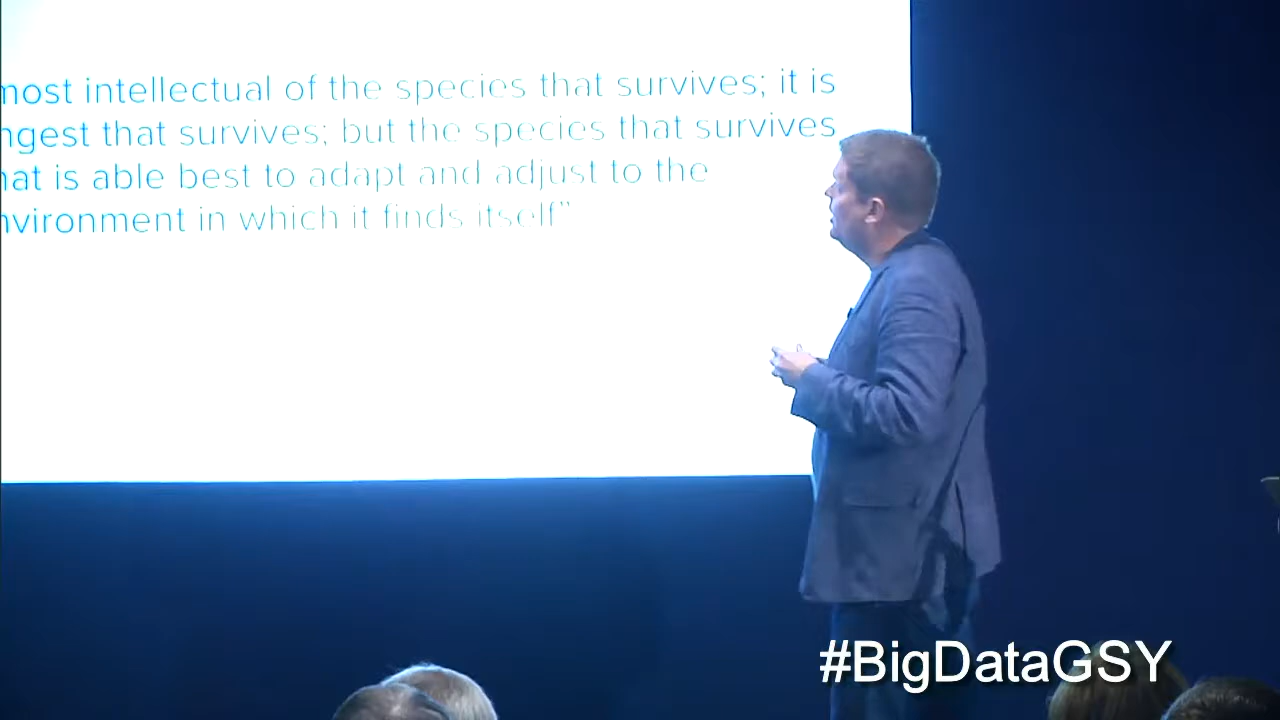 most intellectual of the species that survives; it is
ngest that survives; but the species that survives
hat is able best to adapt and adjust to the
nvironment in which it finds itself”
#BigDataGSY